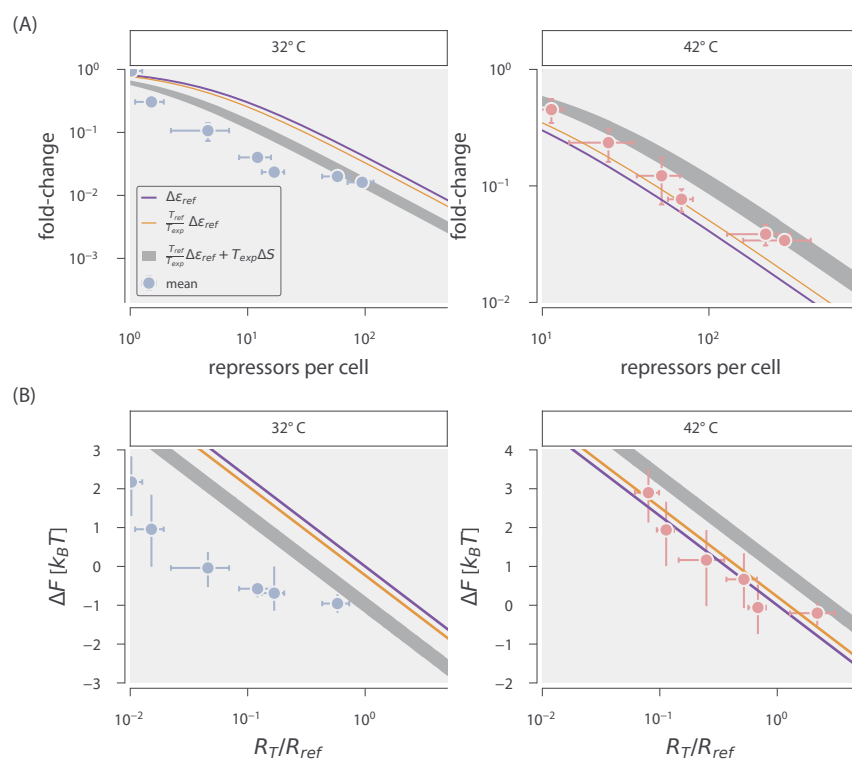 (A)
32° C
42° C
fold-change
10⁰
10⁻¹
10⁻²
10⁻³
Δε_ref
T_ref/T_exp Δε_ref
T_ref/T_exp Δε_ref + T_exp ΔS
mean
10⁰
10¹
10²
repressors per cell
fold-change
10⁰
10⁻¹
10⁻²
10¹
10²
repressors per cell
(B)
32° C
42° C
ΔF [k_BT]
3
2
1
0
−1
−2
−3
10⁻²
10⁻¹
10⁰
R_T/R_ref
ΔF [k_BT]
4
3
2
1
0
−1
−2
10⁻²
10⁻¹
10⁰
R_T/R_ref